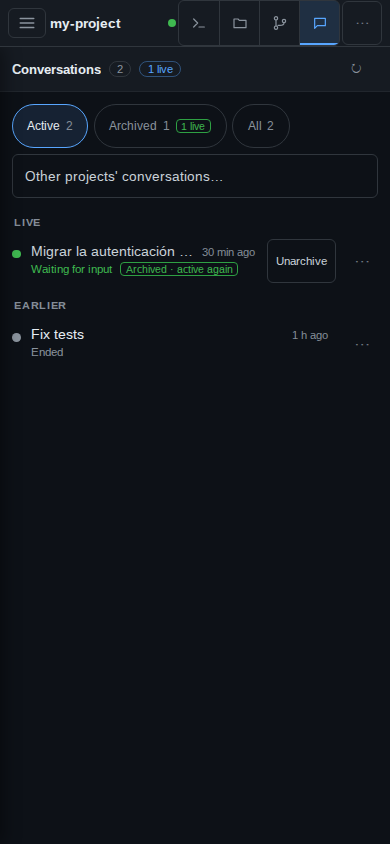 my-project
Conversations 2 1 live
Active 2 Archived 1 1 live All 2
Other projects' conversations…
LIVE
Migrar la autenticación … 30 min ago
Waiting for input Archived · active again
Unarchive
EARLIER
Fix tests 1 h ago
Ended